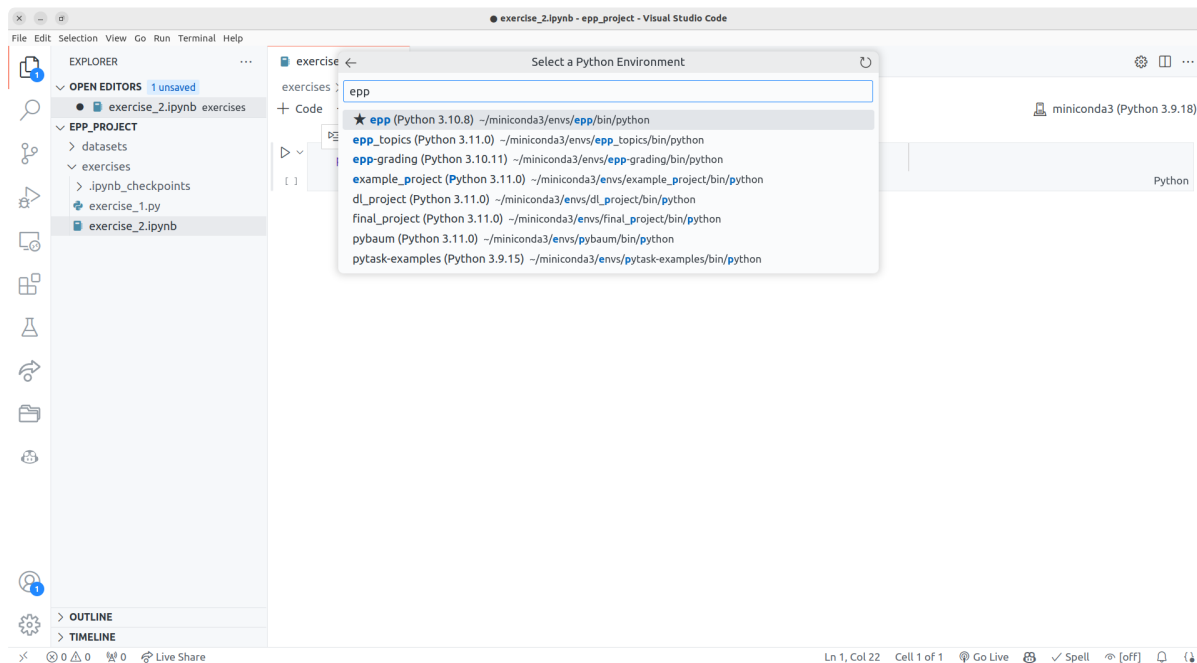 ● exercise_2.ipynb - epp_project - Visual Studio Code
File Edit Selection View Go Run Terminal Help
EXPLORER
OPEN EDITORS 1 unsaved
● exercise_2.ipynb exercises
EPP_PROJECT
datasets
exercises
.ipynb_checkpoints
exercise_1.py
exercise_2.ipynb
OUTLINE
TIMELINE
exercise
exercises
+ Code
Select a Python Environment
epp
★ epp (Python 3.10.8) ~/miniconda3/envs/epp/bin/python
epp_topics (Python 3.11.0) ~/miniconda3/envs/epp_topics/bin/python
epp-grading (Python 3.10.11) ~/miniconda3/envs/epp-grading/bin/python
example_project (Python 3.11.0) ~/miniconda3/envs/example_project/bin/python
dl_project (Python 3.11.0) ~/miniconda3/envs/dl_project/bin/python
final_project (Python 3.11.0) ~/miniconda3/envs/final_project/bin/python
pybaum (Python 3.11.0) ~/miniconda3/envs/pybaum/bin/python
pytask-examples (Python 3.9.15) ~/miniconda3/envs/pytask-examples/bin/python
miniconda3 (Python 3.9.18)
[ ]
Python
1
1
0 0 0 Live Share
Ln 1, Col 22 Cell 1 of 1 Go Live Spell [off]